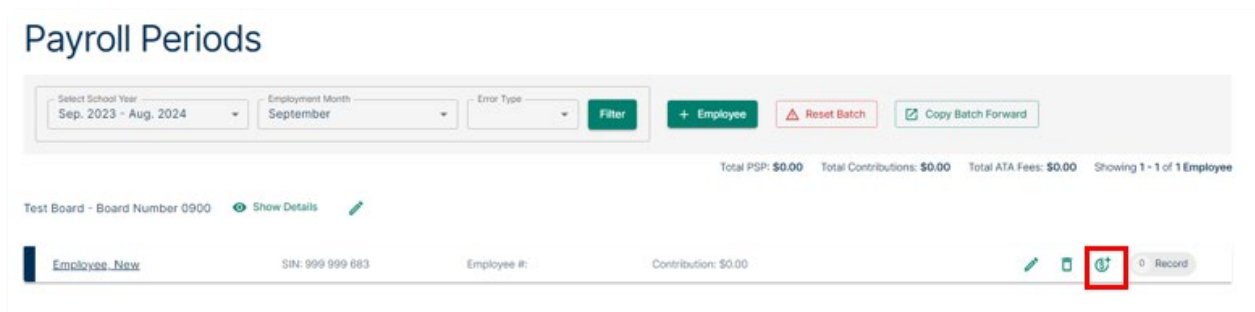 Payroll Periods
Select School Year
Sep. 2023 - Aug. 2024
Employment Month
September
Error Type
Filter
+ Employee
Reset Batch
Copy Batch Forward
Total PSP: $0.00 Total Contributions: $0.00 Total ATA Fees: $0.00 Showing 1 - 1 of 1 Employee
Test Board - Board Number 0900 Show Details
Employee, New SIN: 999 999 683 Employee #: Contribution: $0.00 0 Record